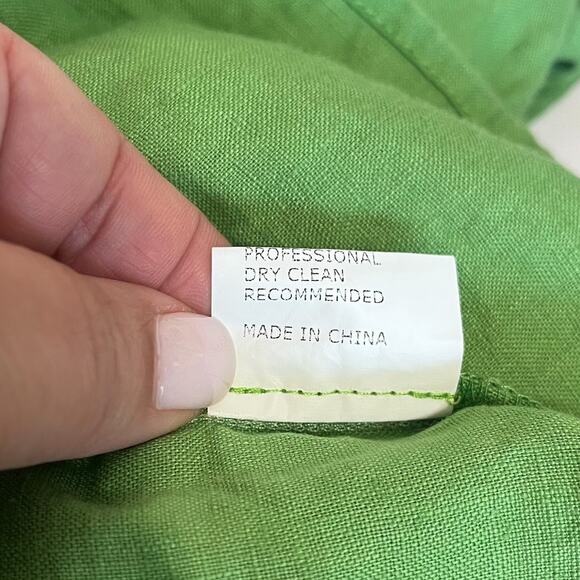 PROFESSIONAL
DRY CLEAN
RECOMMENDED
MADE IN CHINA